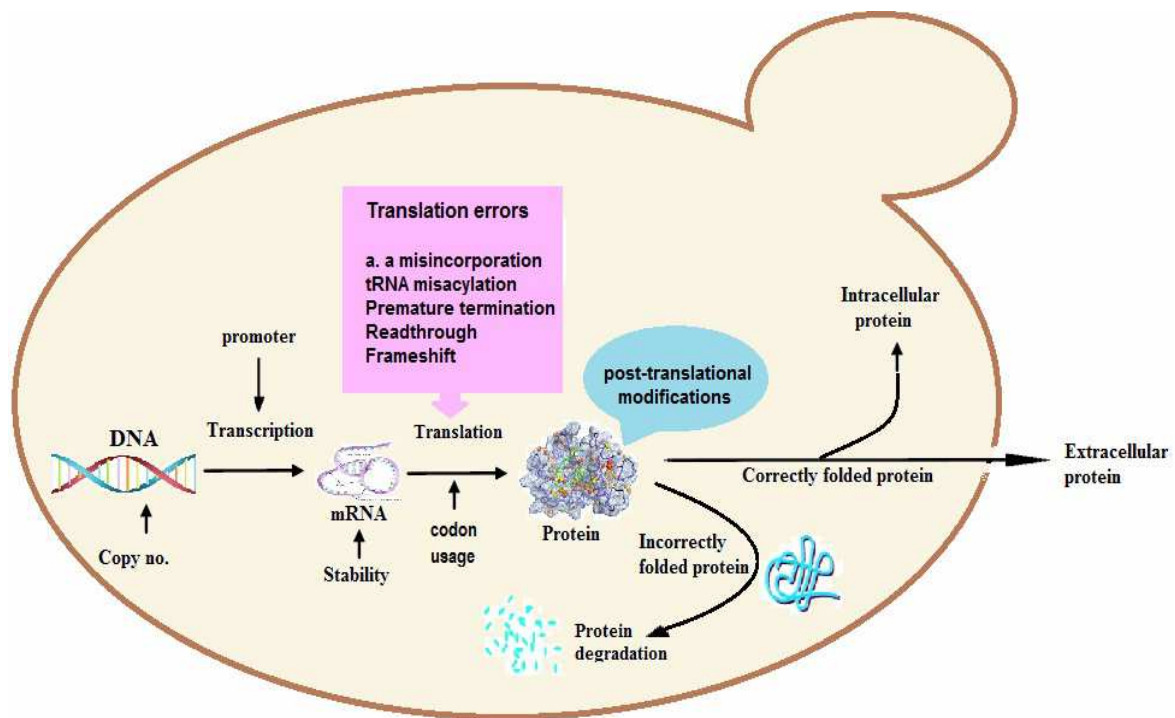 Translation errors
a. a misincorporation
tRNA misacylation
Premature termination
Readthrough
Frameshift
promoter
Transcription
DNA
Copy no.
mRNA
Stability
Translation
codon
usage
post-translational
modifications
Protein
Intracellular
protein
Correctly folded protein
Extracellular
protein
Incorrectly
folded protein
Protein
degradation